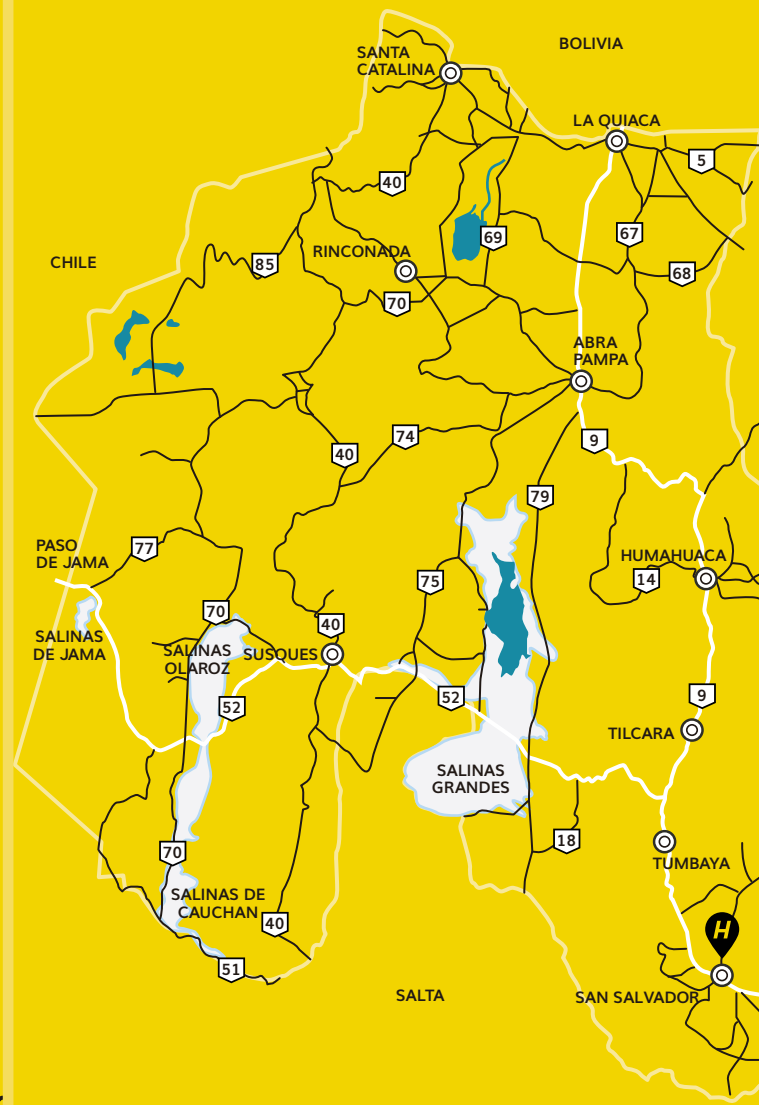 SANTA
CATALINA
BOLIVIA
LA QUIACA
5
40
67
69
RINCONADA
CHILE
85
68
70
ABRA
PAMPA
74
9
40
79
PASO
DE JAMA
77
HUMAHUACA
14
75
70
40
SALINAS
DE JAMA
SALINAS
OLAROZ
SUSQUES
52
52
9
TILCARA
SALINAS
GRANDES
18
70
TUMBAYA
SALINAS DE
CAUCHAN
40
H
51
SALTA
SAN SALVADOR